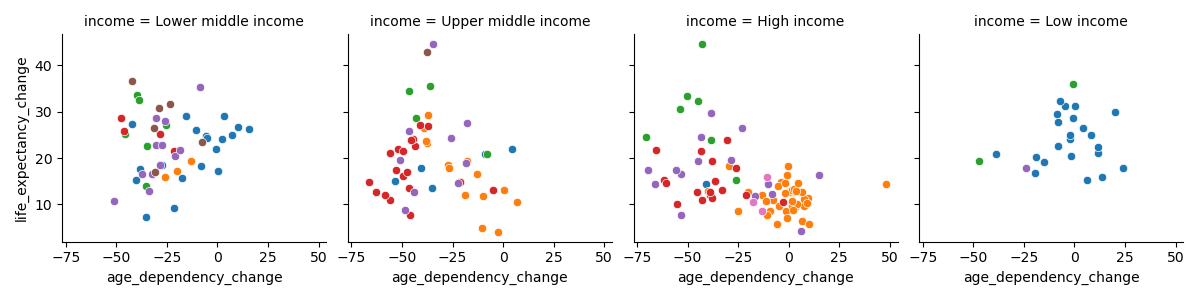 income = Lower middle income
income = Upper middle income
income = High income
income = Low income
life_expectancy_change
40
30
20
10
−75 −50 −25 0 25 50
−75 −50 −25 0 25 50
−75 −50 −25 0 25 50
−75 −50 −25 0 25 50
age_dependency_change
age_dependency_change
age_dependency_change
age_dependency_change